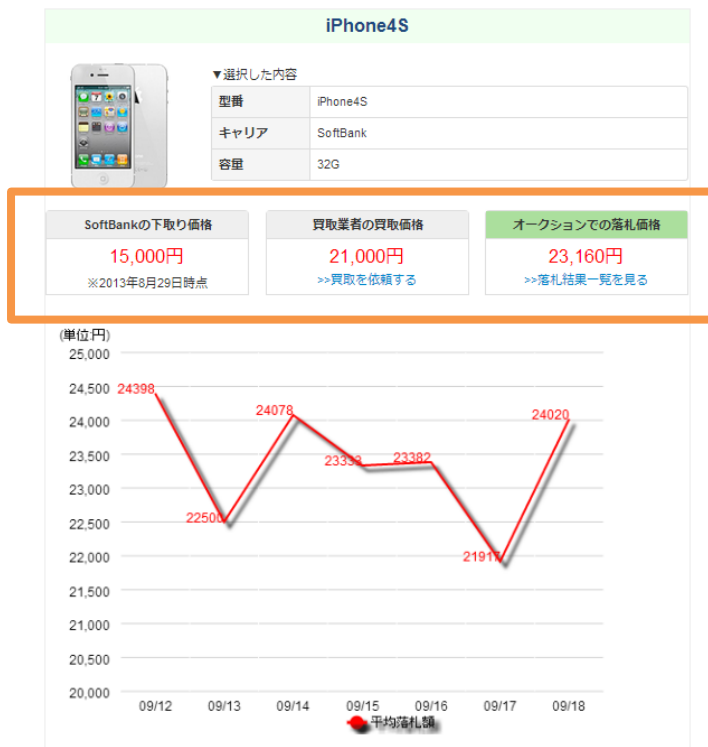 iPhone4S
▼選択した内容
型番 iPhone4S
キャリア SoftBank
容量 32G
SoftBankの下取り価格 買取業者の買取価格 オークションでの落札価格
15,000円 21,000円 23,160円
※2013年8月29日時点 >>買取を依頼する >>落札結果一覧を見る
(単位:円)
25,000
24,500 24398
24078 24020
24,000
23,500
23333 23382
23,000
22,500 22500
22,000 21917
21,500
21,000
20,500
20,000
09/12 09/13 09/14 09/15 09/16 09/17 09/18
平均落札額